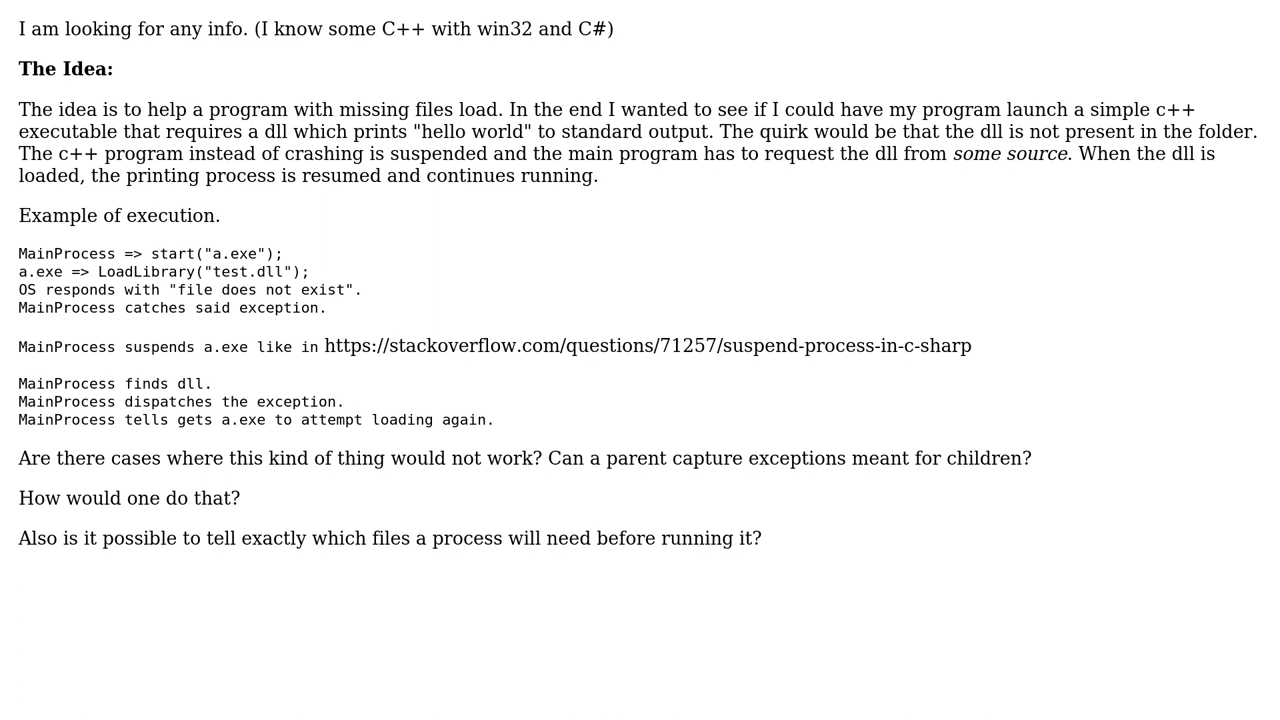 I am looking for any info. (I know some C++ with win32 and C#)
The Idea:
The idea is to help a program with missing files load. In the end I wanted to see if I could have my program launch a simple c++
executable that requires a dll which prints "hello world" to standard output. The quirk would be that the dll is not present in the folder.
The c++ program instead of crashing is suspended and the main program has to request the dll from some source. When the dll is
loaded, the printing process is resumed and continues running.
Example of execution.
MainProcess => start("a.exe");
a.exe => LoadLibrary("test.dll");
OS responds with "file does not exist".
MainProcess catches said exception.
MainProcess suspends a.exe like in https://stackoverflow.com/questions/71257/suspend-process-in-c-sharp
MainProcess finds dll.
MainProcess dispatches the exception.
MainProcess tells gets a.exe to attempt loading again.
Are there cases where this kind of thing would not work? Can a parent capture exceptions meant for children?
How would one do that?
Also is it possible to tell exactly which files a process will need before running it?